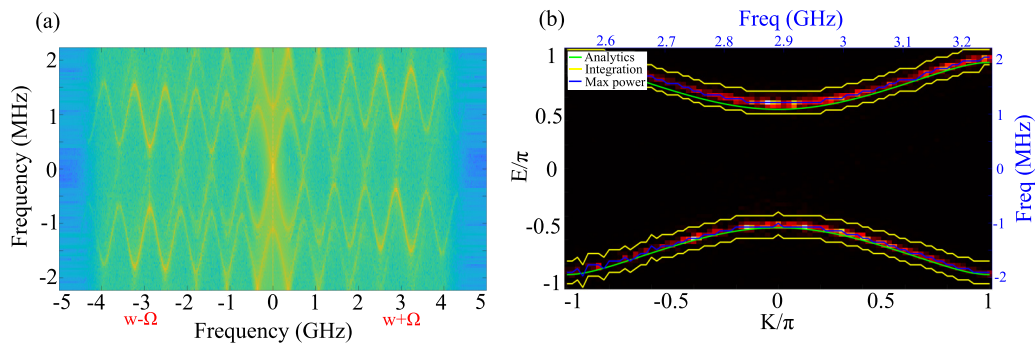 (a)
Frequency (MHz)
2
1
0
-1
-2
-5 -4 -3 -2 -1 0 1 2 3 4 5
w-Ω Frequency (GHz) w+Ω
(b)
Freq (GHz)
2.6 2.7 2.8 2.9 3 3.1 3.2
Analytics
Integration
Max power
E/π
1
0.5
0
-0.5
-1
2
1
0
-1
-2
Freq (MHz)
-1 -0.5 0 0.5 1
K/π